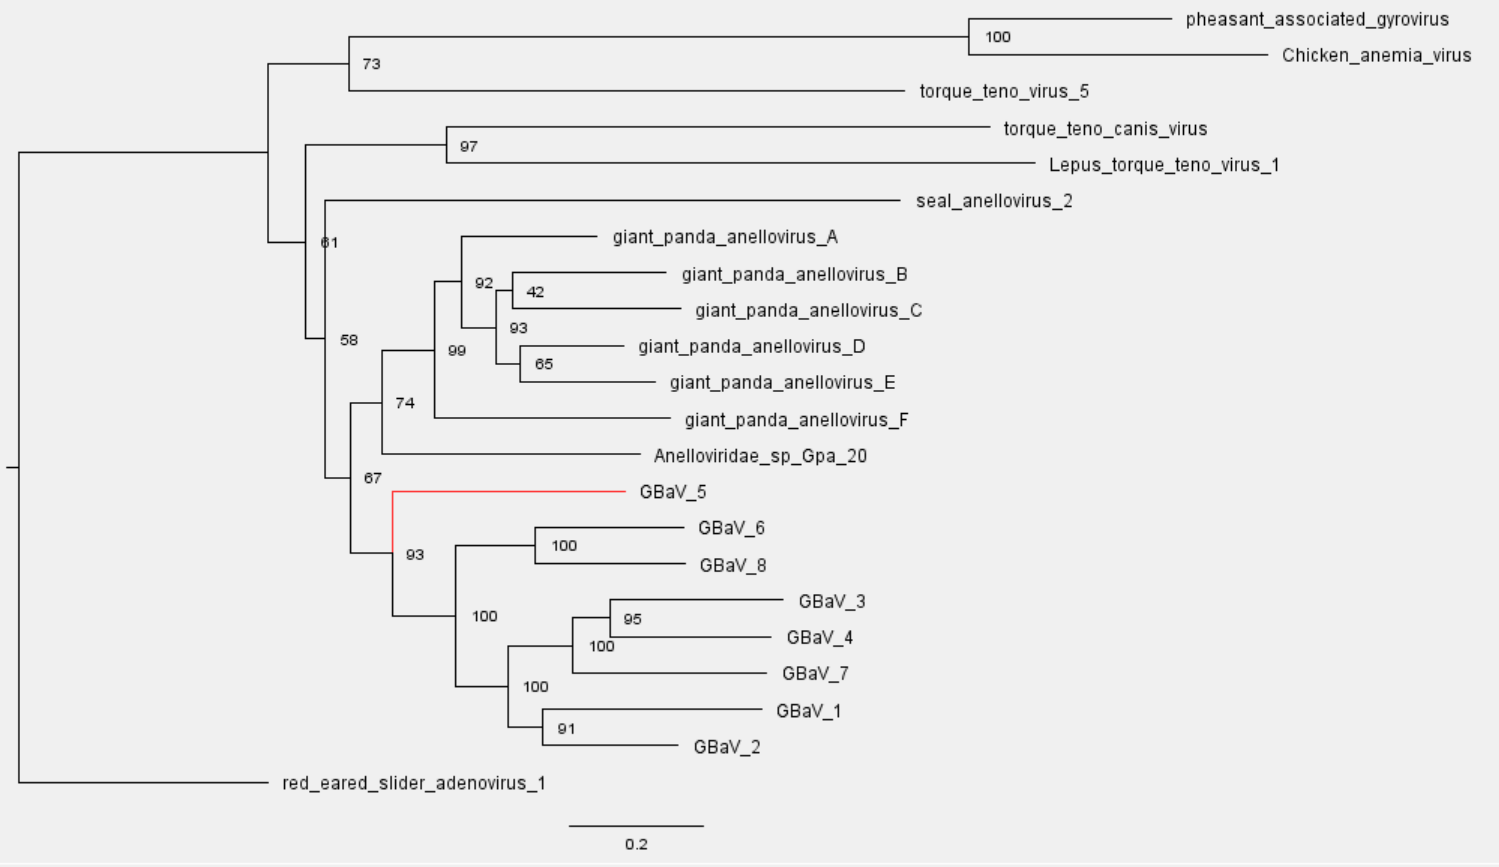 pheasant_associated_gyrovirus
100
Chicken_anemia_virus
73
torque_teno_virus_5
torque_teno_canis_virus
97
Lepus_torque_teno_virus_1
seal_anellovirus_2
giant_panda_anellovirus_A
61
giant_panda_anellovirus_B
92
42
giant_panda_anellovirus_C
93
58
giant_panda_anellovirus_D
99
65
giant_panda_anellovirus_E
74
giant_panda_anellovirus_F
Anelloviridae_sp_Gpa_20
67
GBaV_5
GBaV_6
100
93
GBaV_8
GBaV_3
100
95
GBaV_4
100
GBaV_7
100
GBaV_1
91
GBaV_2
red_eared_slider_adenovirus_1
0.2